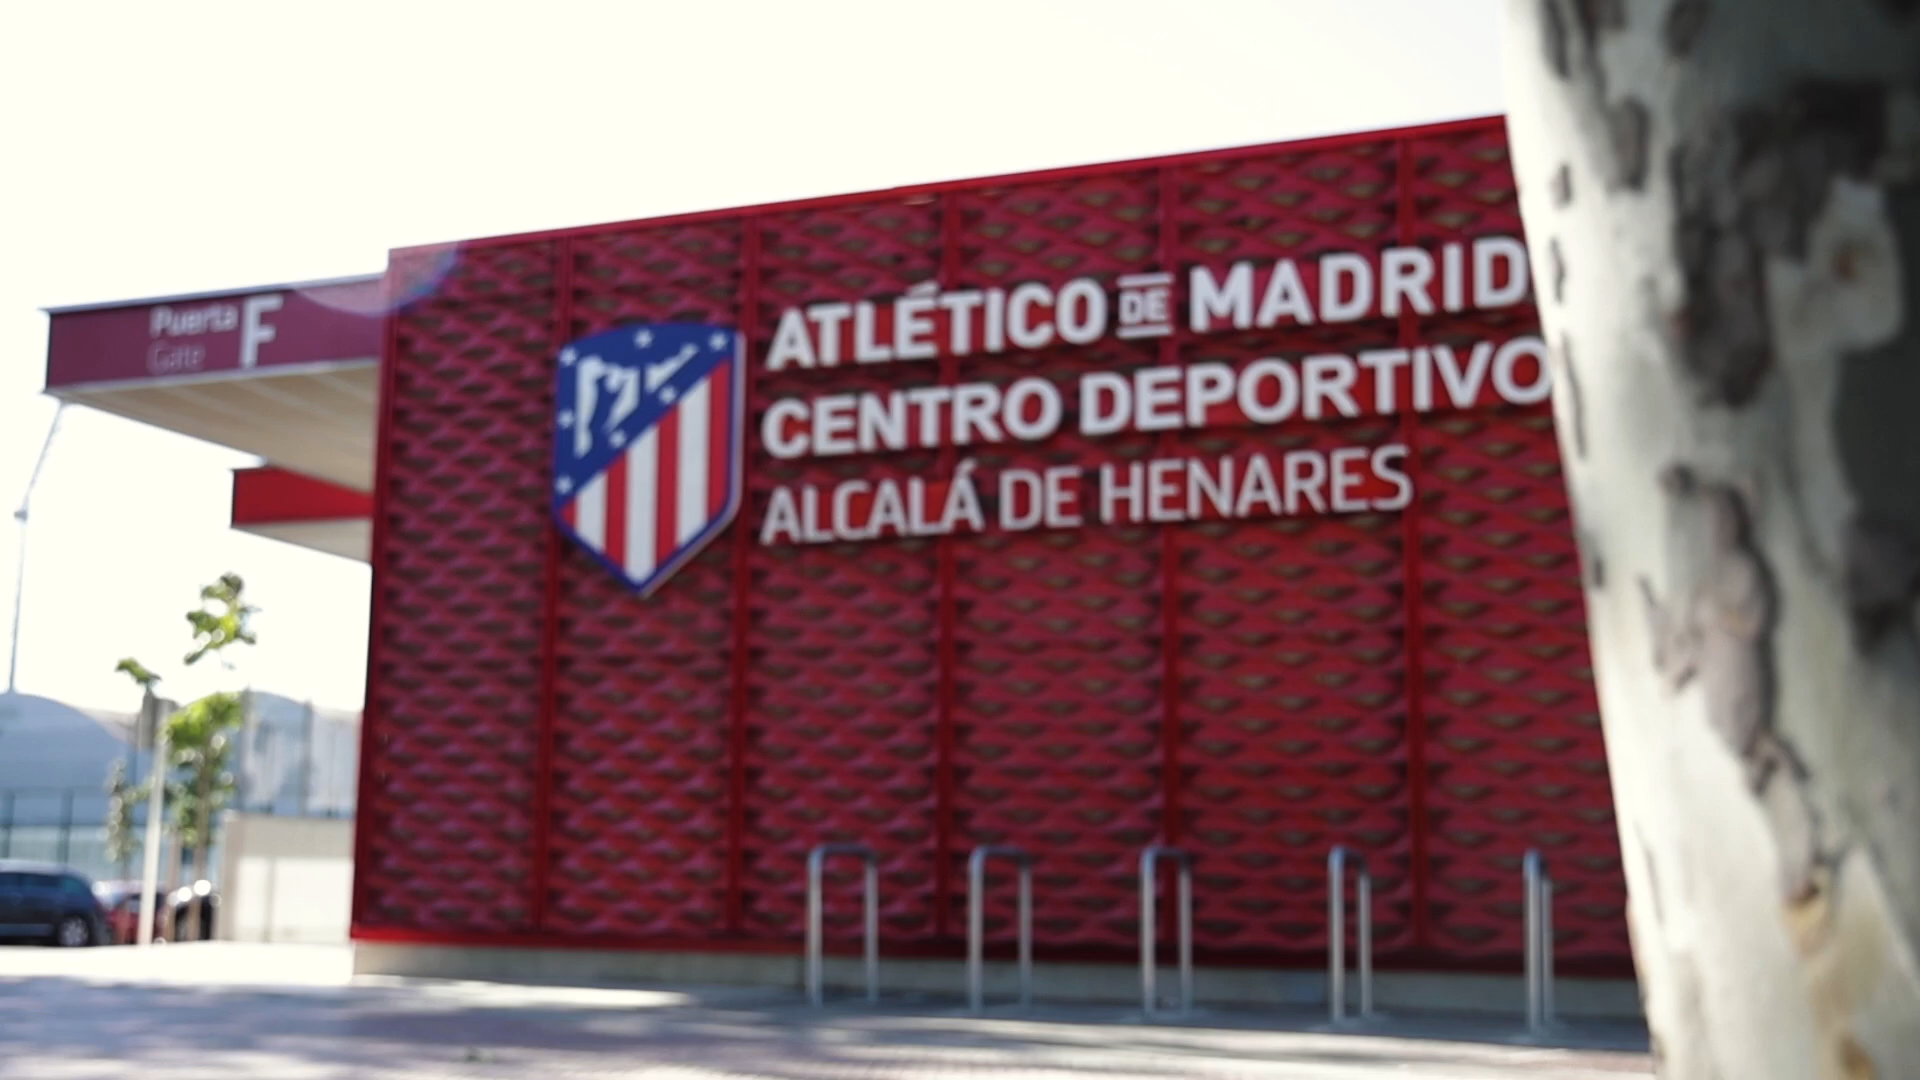 Puerta F
Gate
ATLÉTICO DE MADRID
CENTRO DEPORTIVO
ALCALÁ DE HENARES